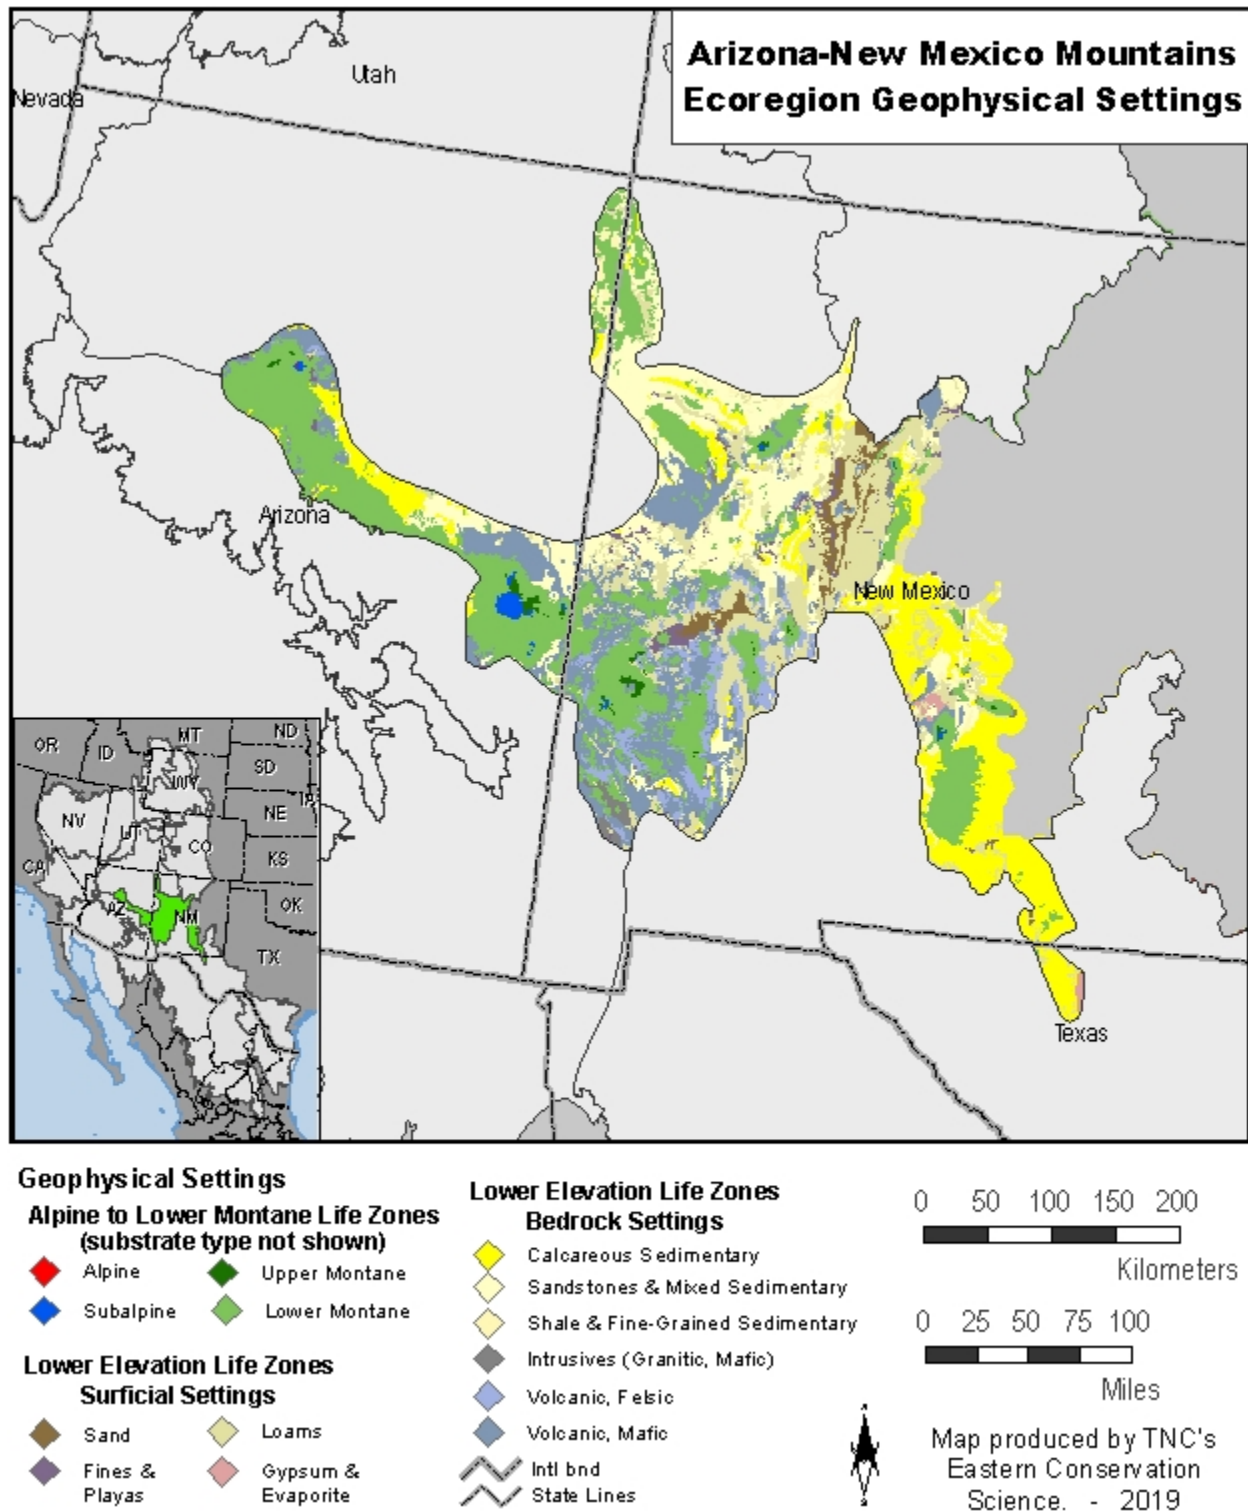 Arizona-New Mexico Mountains
Ecoregion Geophysical Settings
Utah
Nevada
Arizona
New Mexico
Texas
OR
ID
MT
ND
WY
SD
NE
IA
NV
UT
CO
KS
CA
AZ
NM
OK
TX
Geophysical Settings
Alpine to Lower Montane Life Zones
(substrate type not shown)
Alpine
Upper Montane
Subalpine
Lower Montane
Lower Elevation Life Zones
Surficial Settings
Sand
Loams
Fines &
Playas
Gypsum &
Evaporite
Lower Elevation Life Zones
Bedrock Settings
Calcareous Sedimentary
Sandstones & Mixed Sedimentary
Shale & Fine-Grained Sedimentary
Intrusives (Granitic, Mafic)
Volcanic, Felsic
Volcanic, Mafic
Intl bnd
State Lines
0 50 100 150 200
Kilometers
0 25 50 75 100
Miles
Map produced by TNC's
Eastern Conservation
Science. - 2019